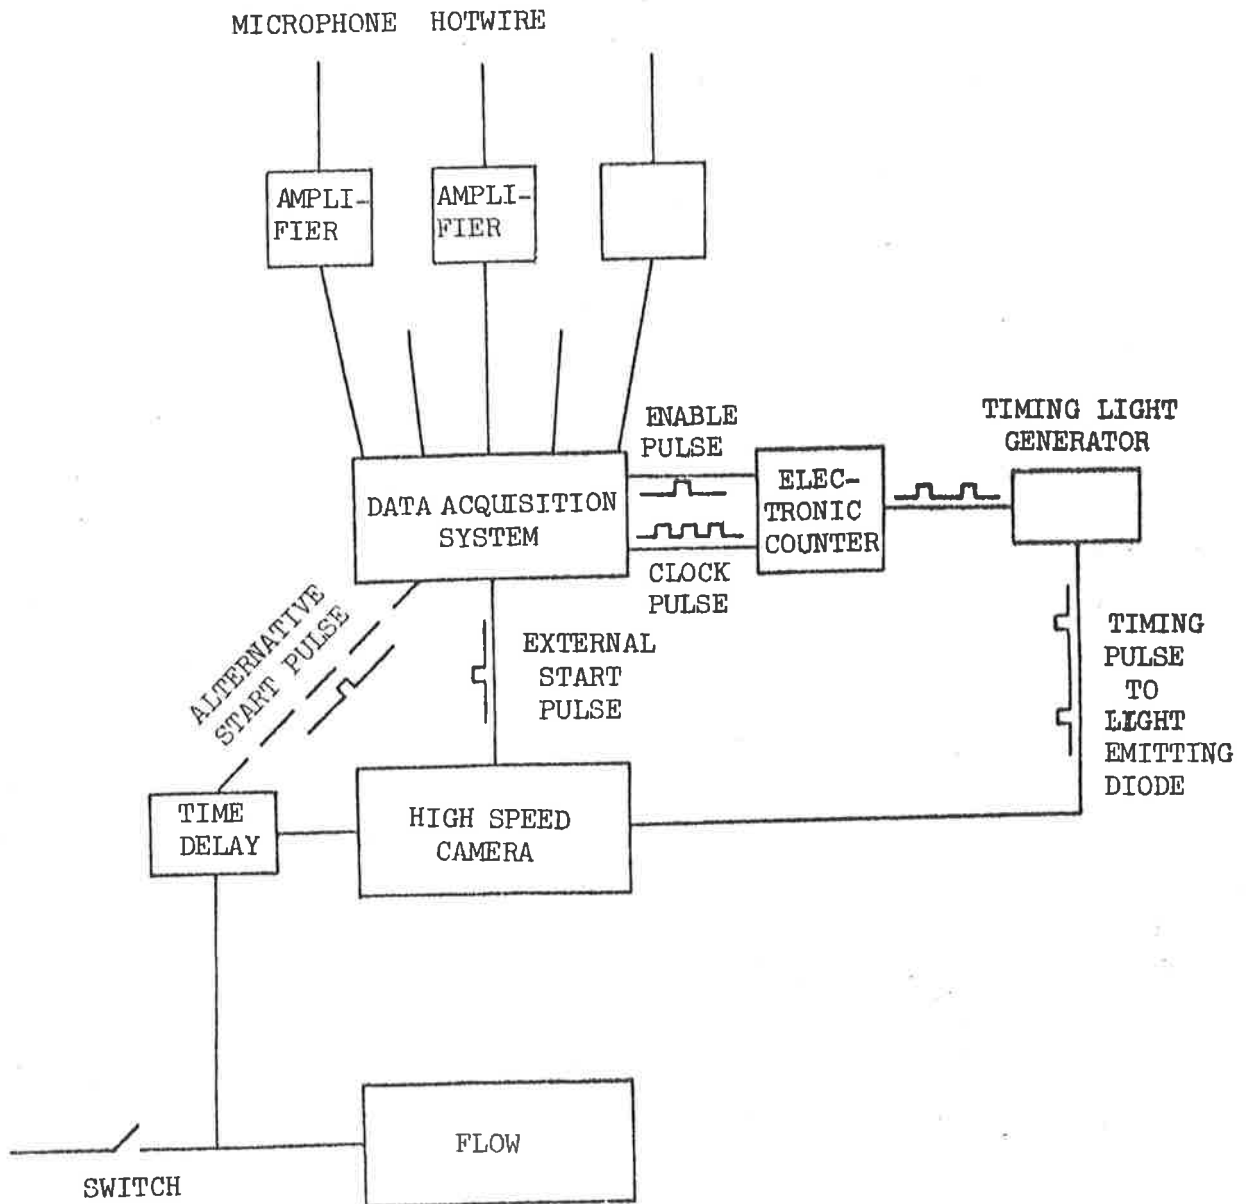 MICROPHONE HOTWIRE
AMPLI-
FIER
AMPLI-
FIER
ENABLE
PULSE
TIMING LIGHT
GENERATOR
DATA ACQUISITION
SYSTEM
ELEC-
TRONIC
COUNTER
CLOCK
PULSE
ALTERNATIVE
START PULSE
EXTERNAL
START
PULSE
TIMING
PULSE
TO
LIGHT
EMITTING
DIODE
TIME
DELAY
HIGH SPEED
CAMERA
FLOW
SWITCH